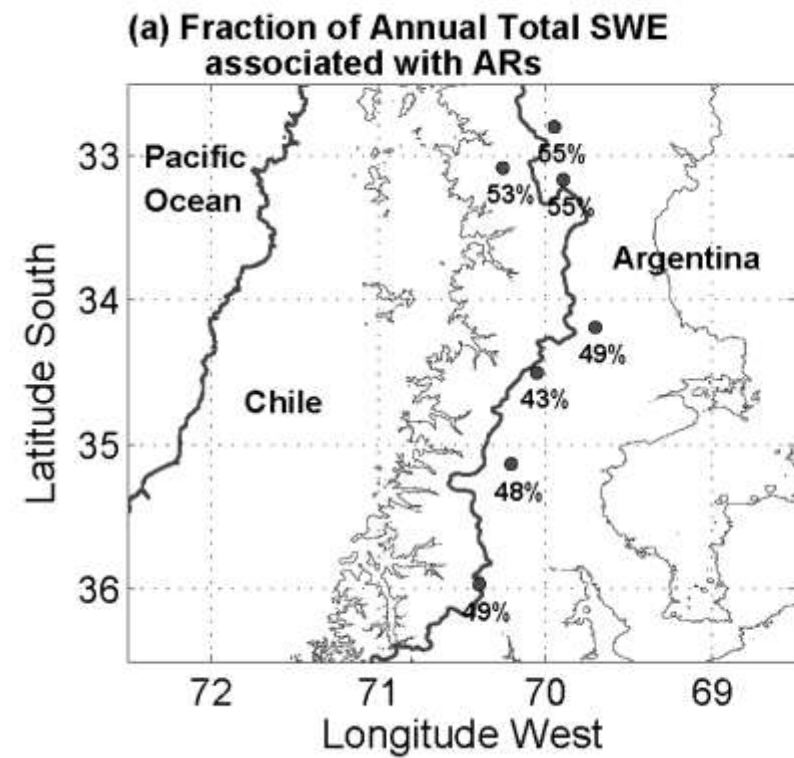 (a) Fraction of Annual Total SWE
associated with ARs
33
34
35
36
Latitude South
Pacific
Ocean
Chile
Argentina
55%
53%
55%
49%
43%
48%
49%
72
71
70
69
Longitude West